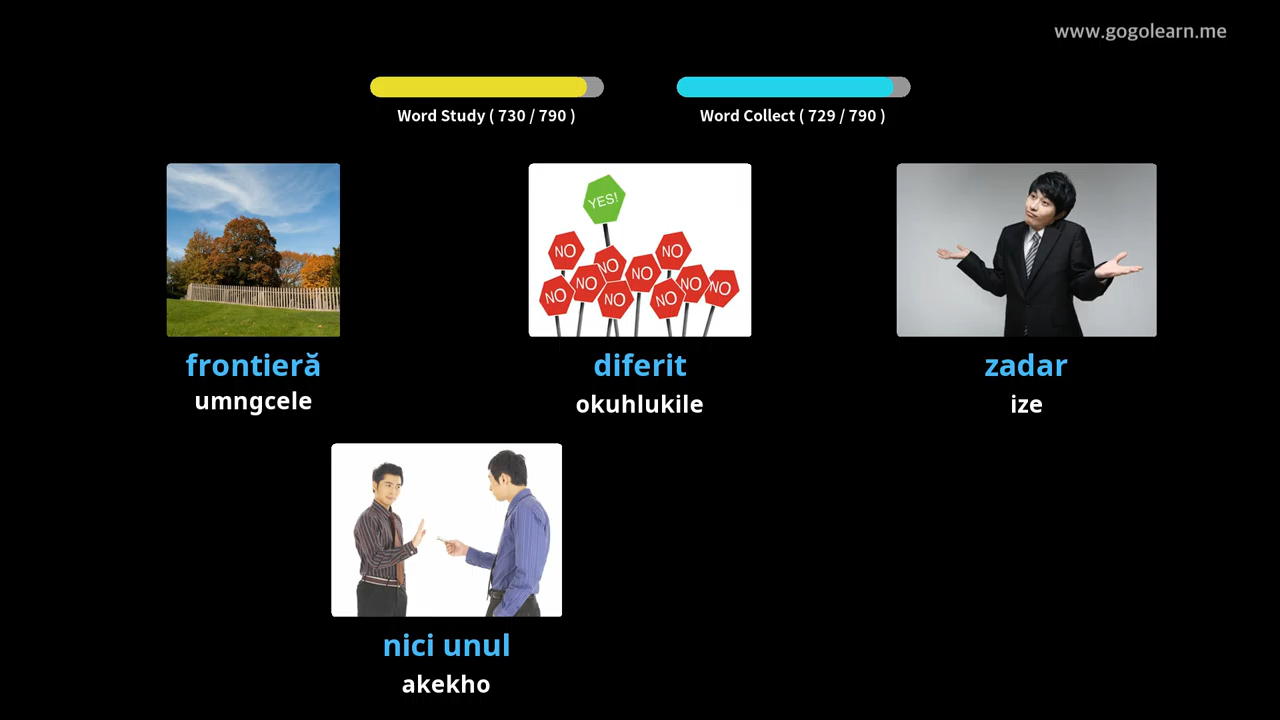 www.gogolearn.me
Word Study ( 730 / 790 )
Word Collect ( 729 / 790 )
YES!
NO
NO
NO
NO
NO
NO
NO
NO
NO
NO
frontieră
umngcele
diferit
okuhlukile
zadar
ize
nici unul
akekho